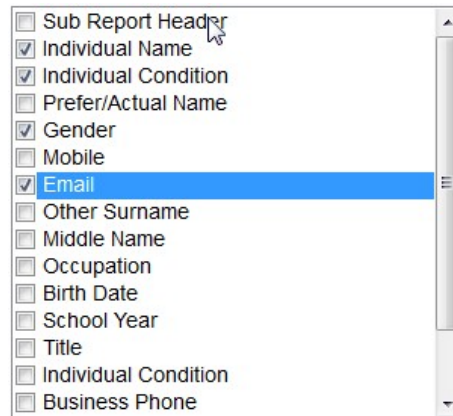 Sub Report Header
Individual Name
Individual Condition
Prefer/Actual Name
Gender
Mobile
Email
Other Surname
Middle Name
Occupation
Birth Date
School Year
Title
Individual Condition
Business Phone